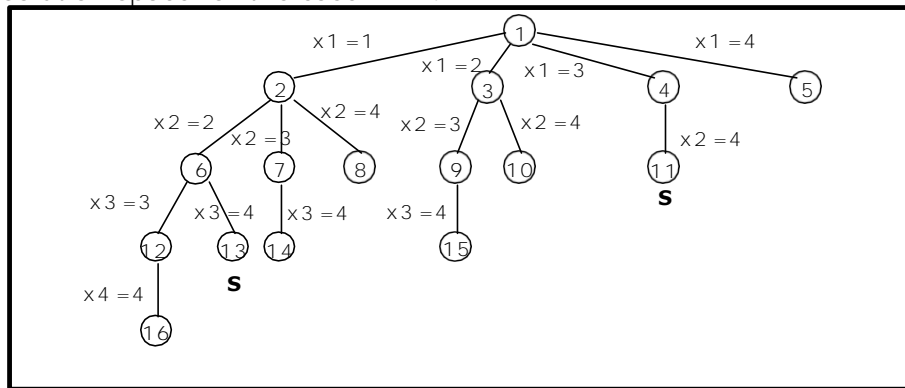 1
x1 =1
x1 =2
x1 =3
x1 =4
2
3
4
5
x2 =2
x2 =3
x2 =4
x2 =3
x2 =4
x2 =4
6
7
8
9
10
11
S
x3 =3
x3 =4
x3 =4
x3 =4
12
13
14
15
S
x4 =4
16